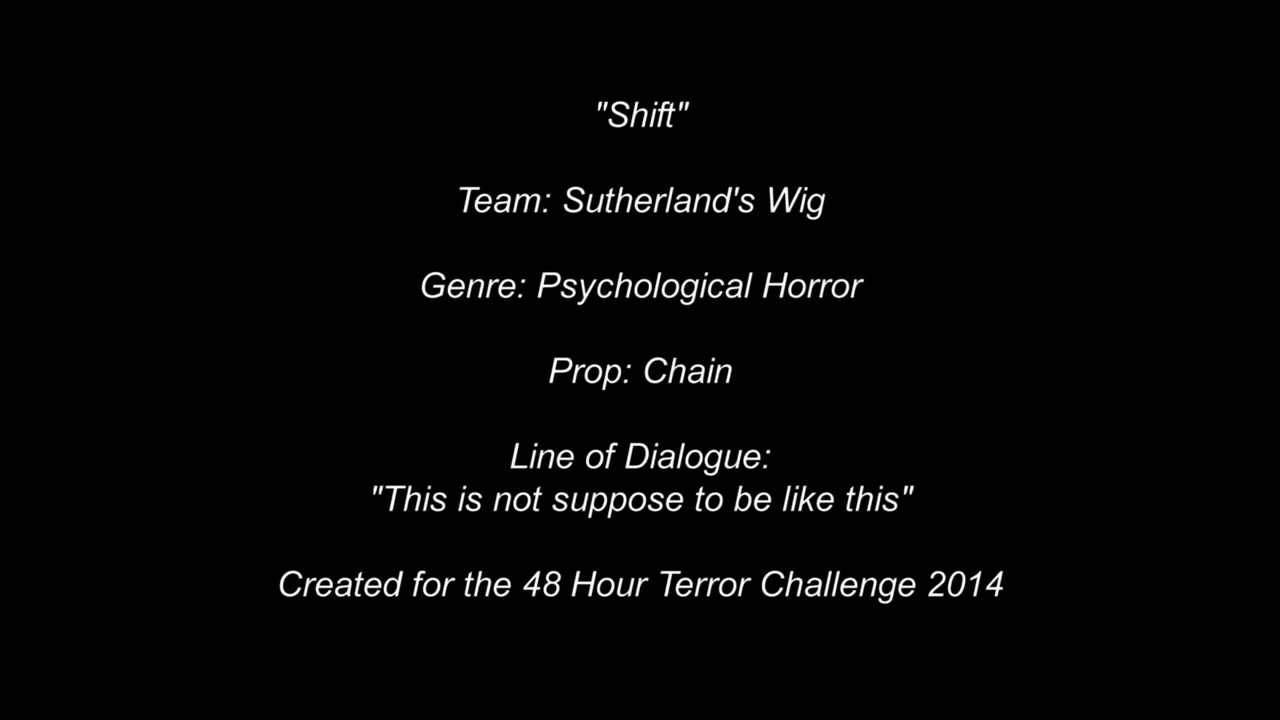 "Shift"
Team: Sutherland's Wig
Genre: Psychological Horror
Prop: Chain
Line of Dialogue:
"This is not suppose to be like this"
Created for the 48 Hour Terror Challenge 2014